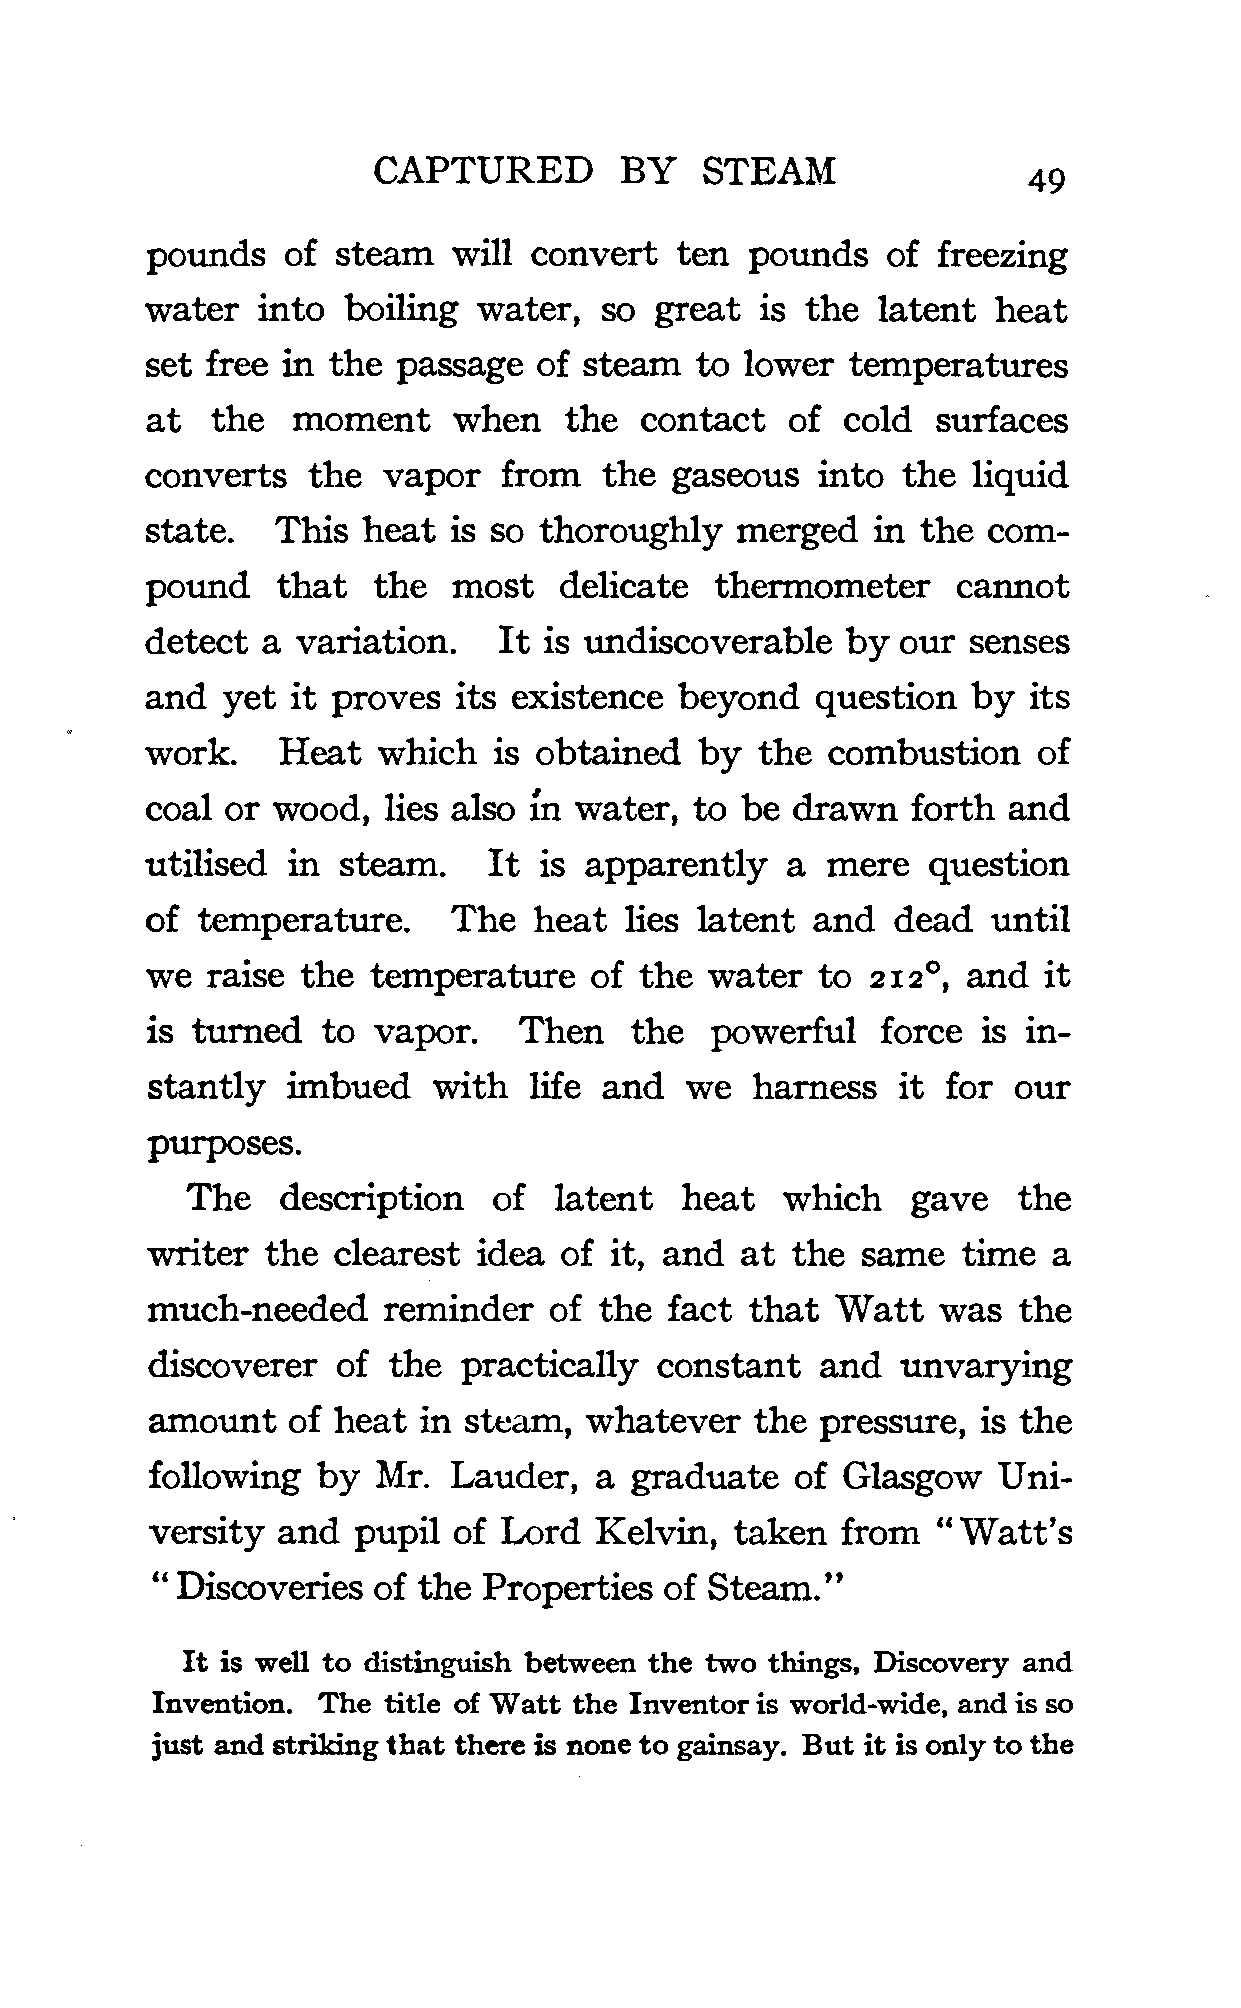 CAPTURED BY STEAM 49
pounds of steam will convert ten pounds of freezing
water into boiling water, so great is the latent heat
set free in the passage of steam to lower temperatures
at the moment when the contact of cold surfaces
converts the vapor from the gaseous into the liquid
state. This heat is so thoroughly merged in the com-
pound that the most delicate thermometer cannot
detect a variation. It is undiscoverable by our senses
and yet it proves its existence beyond question by its
work. Heat which is obtained by the combustion of
coal or wood, lies also in water, to be drawn forth and
utilised in steam. It is apparently a mere question
of temperature. The heat lies latent and dead until
we raise the temperature of the water to 212°, and it
is turned to vapor. Then the powerful force is in-
stantly imbued with life and we harness it for our
purposes.
The description of latent heat which gave the
writer the clearest idea of it, and at the same time a
much-needed reminder of the fact that Watt was the
discoverer of the practically constant and unvarying
amount of heat in steam, whatever the pressure, is the
following by Mr. Lauder, a graduate of Glasgow Uni-
versity and pupil of Lord Kelvin, taken from "Watt's
"Discoveries of the Properties of Steam."
It is well to distinguish between the two things, Discovery and
Invention. The title of Watt the Inventor is world-wide, and is so
just and striking that there is none to gainsay. But it is only to the